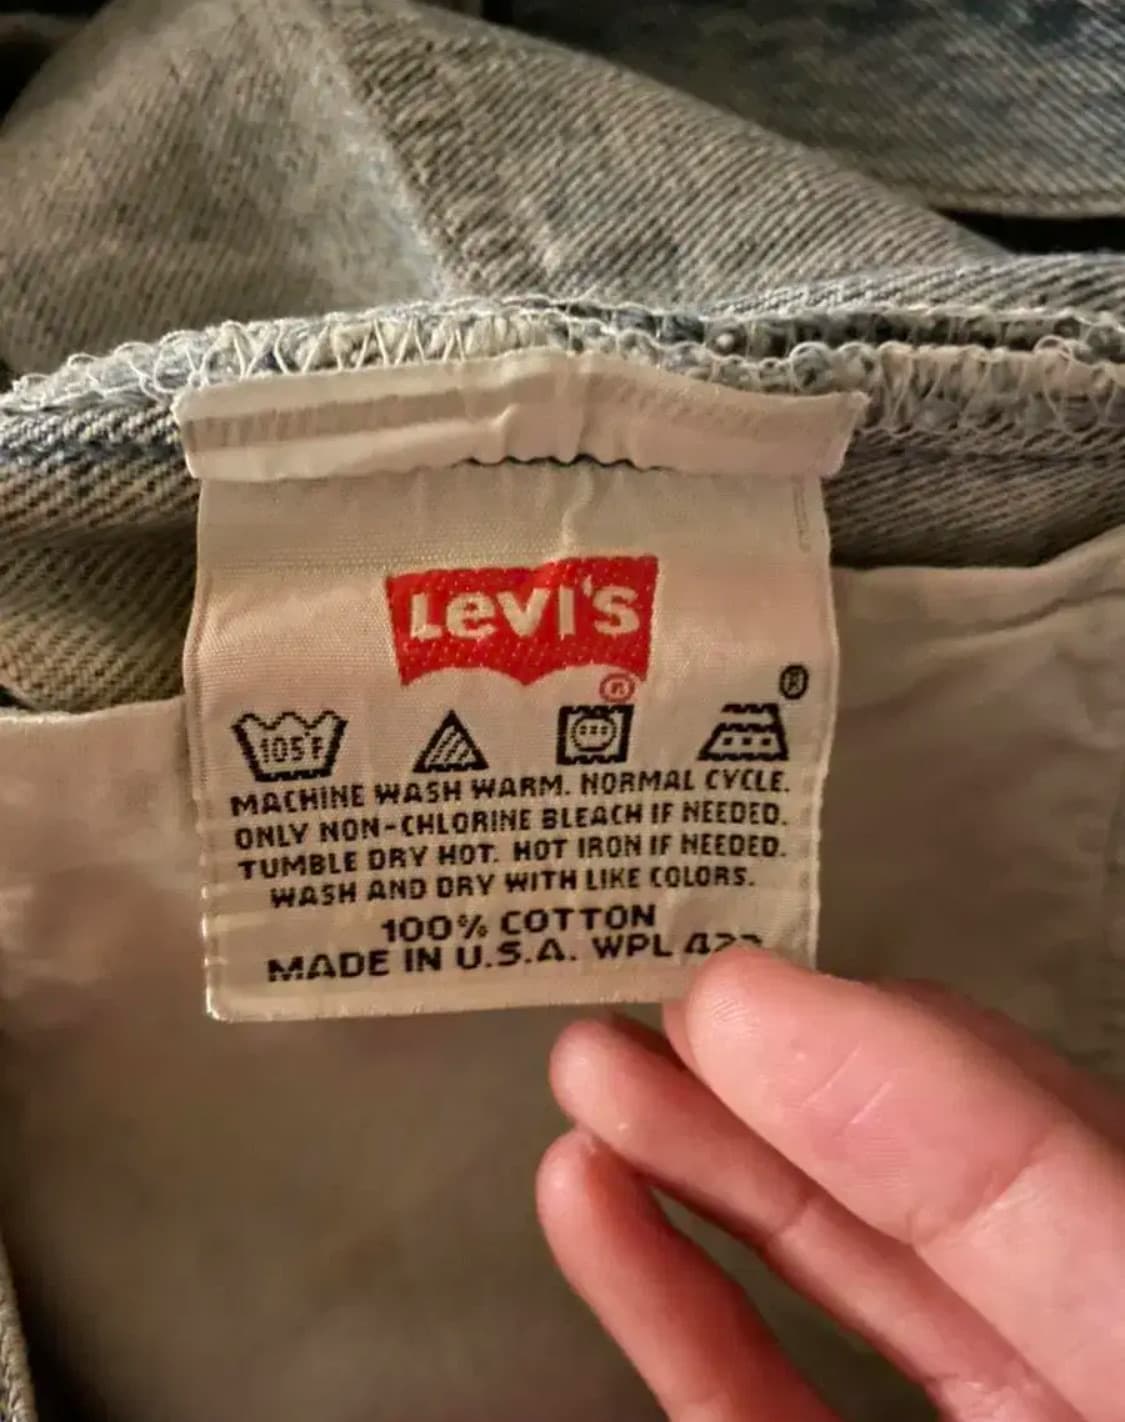 Levi's
®
®
105F
MACHINE WASH WARM. NORMAL CYCLE.
ONLY NON-CHLORINE BLEACH IF NEEDED.
TUMBLE DRY HOT. HOT IRON IF NEEDED.
WASH AND DRY WITH LIKE COLORS.
100% COTTON
MADE IN U.S.A. WPL